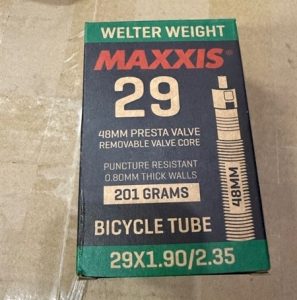 WELTER WEIGHT
MAXXIS®
29
48MM PRESTA VALVE
REMOVABLE VALVE CORE
PUNCTURE RESISTANT
0.80MM THICK WALLS
201 GRAMS
48MM
BICYCLE TUBE
29X1.90/2.35